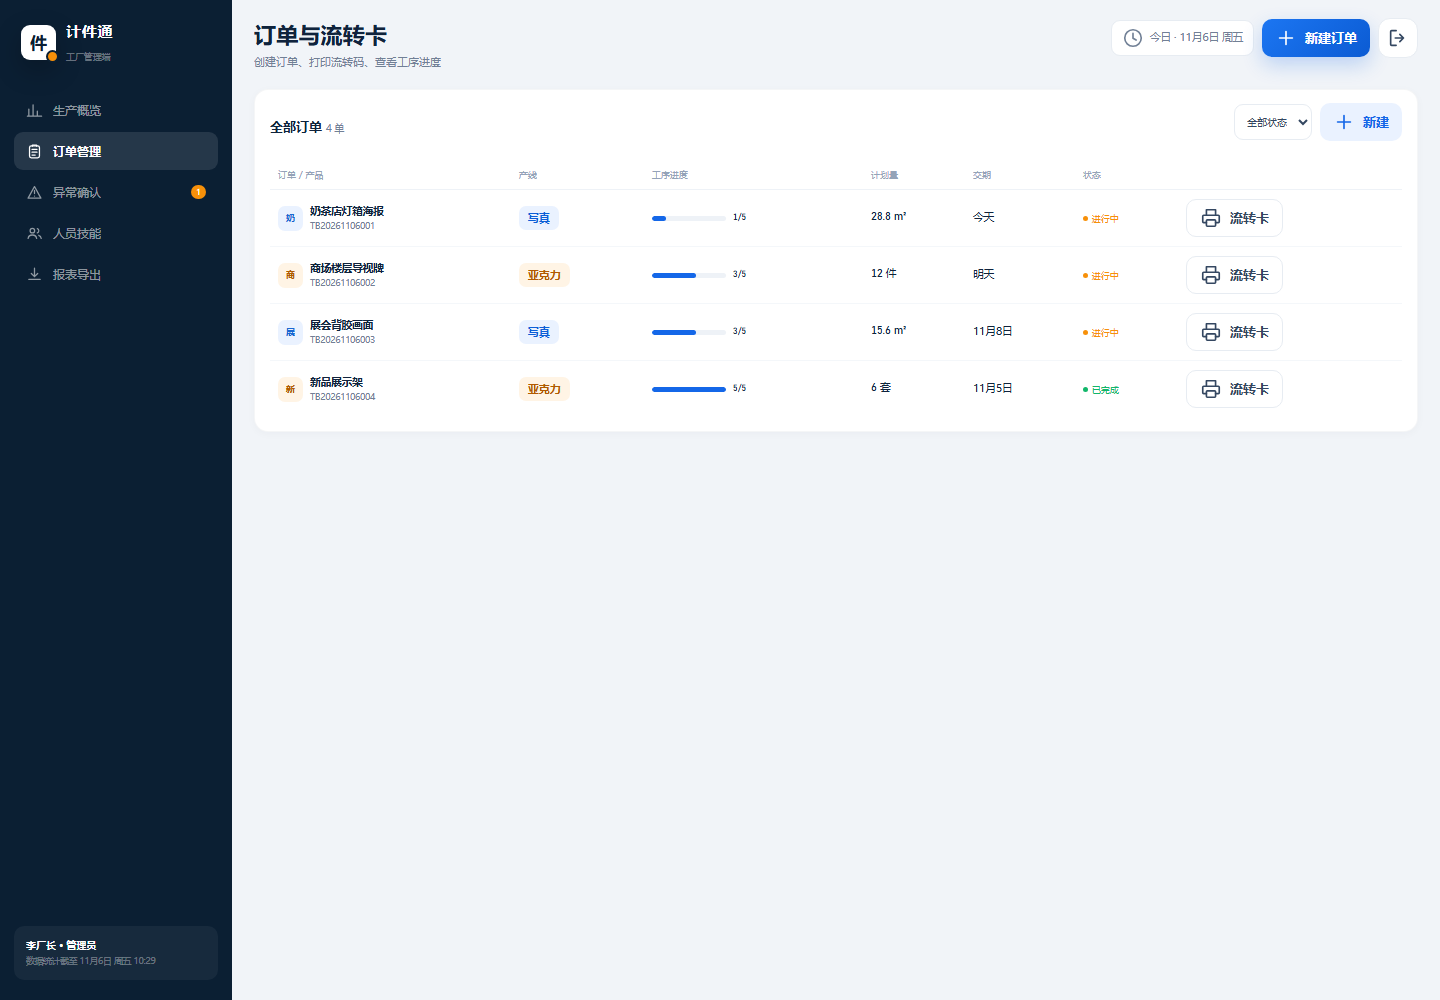 件
计件通
工厂管理端
生产概览
订单管理
异常确认
1
人员技能
报表导出
李厂长 • 管理员
数据统计截至 11月6日 周五 10:29
订单与流转卡
创建订单、打印流转码、查看工序进度
今日 · 11月6日 周五
新建订单
全部订单 4 单
全部状态
新建
订单 / 产品 产线 工序进度 计划量 交期 状态
奶 奶茶店灯箱海报 写真 1/5 28.8 m² 今天 进行中 流转卡
TB20261106001
商 商场楼层导视牌 亚克力 3/5 12 件 明天 进行中 流转卡
TB20261106002
展 展会背胶画面 写真 3/5 15.6 m² 11月8日 进行中 流转卡
TB20261106003
新 新品展示架 亚克力 5/5 6 套 11月5日 已完成 流转卡
TB20261106004